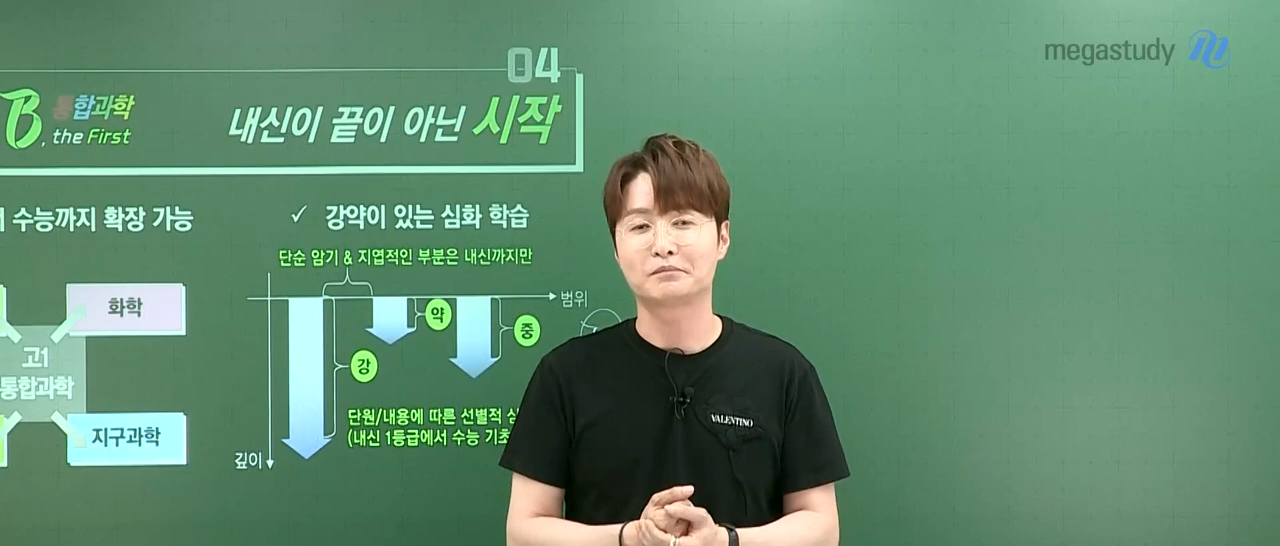 megastudy
04
B
통합과학
, the First
내신이 끝이 아닌 시작
수능까지 확장 가능
✓ 강약이 있는 심화 학습
단순 암기 & 지엽적인 부분은 내신까지만
범위
약
중
강
화학
고1
통합과학
지구과학
단원/내용에 따른 선별적
(내신 1등급에서 수능 기초
깊이
VALENTINO